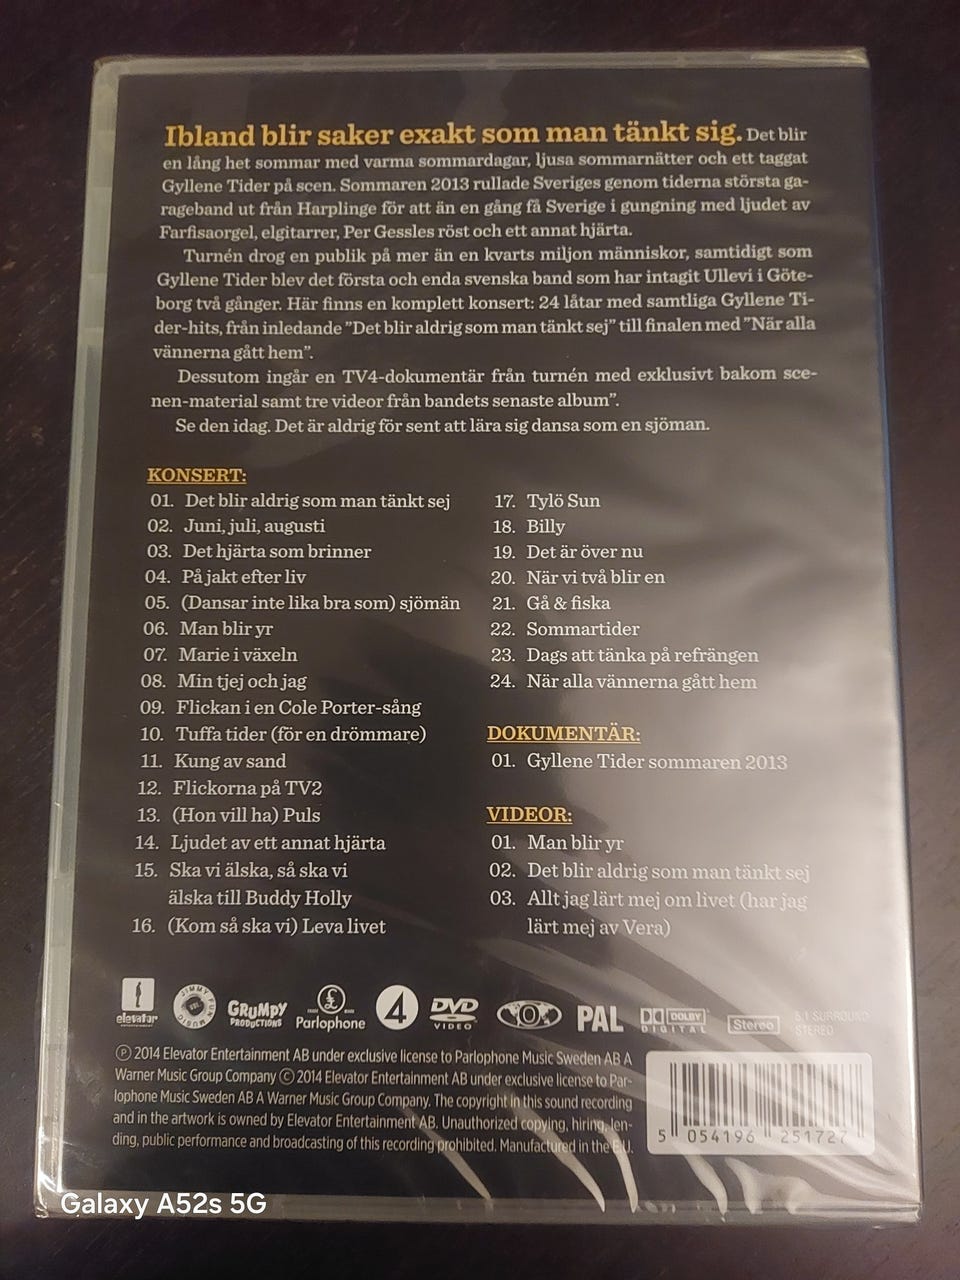 Ibland blir saker exakt som man tänkt sig. Det blir
en lång het sommar med varma sommardagar, ljusa sommarnätter och ett taggat
Gyllene Tider på scen. Sommaren 2013 rullade Sveriges genom tiderna största ga-
rageband ut från Harplinge för att än en gång få Sverige i gungning med ljudet av
Farfisaorgel, elgitarrer, Per Gessles röst och ett annat hjärta.
Turnén drog en publik på mer än en kvarts miljon människor, samtidigt som
Gyllene Tider blev det första och enda svenska band som har intagit Ullevi i Göte-
borg två gånger. Här finns en komplett konsert: 24 låtar med samtliga Gyllene Ti-
der-hits, från inledande "Det blir aldrig som man tänkt sej" till finalen med "När alla
vännerna gått hem".
Dessutom ingår en TV4-dokumentär från turnén med exklusivt bakom sce-
nen-material samt tre videor från bandets senaste album".
Se den idag. Det är aldrig för sent att lära sig dansa som en sjöman.
KONSERT:
01. Det blir aldrig som man tänkt sej
02. Juni, juli, augusti
03. Det hjärta som brinner
04. På jakt efter liv
05. (Dansar inte lika bra som) sjömän
06. Man blir yr
07. Marie i växeln
08. Min tjej och jag
09. Flickan i en Cole Porter-sång
10. Tuffa tider (för en drömmare)
11. Kung av sand
12. Flickorna på TV2
13. (Hon vill ha) Puls
14. Ljudet av ett annat hjärta
15. Ska vi älska, så ska vi
älska till Buddy Holly
16. (Kom så ska vi) Leva livet
17. Tylö Sun
18. Billy
19. Det är över nu
20. När vi två blir en
21. Gå & fiska
22. Sommartider
23. Dags att tänka på refrängen
24. När alla vännerna gått hem
DOKUMENTÄR:
01. Gyllene Tider sommaren 2013
VIDEOR:
01. Man blir yr
02. Det blir aldrig som man tänkt sej
03. Allt jag lärt mej om livet (har jag
lärt mej av Vera)
elevator
JIMMY FUN MUSIC
GRUMPY PRODUCTIONS
£ Parlophone
4
DVD VIDEO
0
PAL
DOLBY DIGITAL
Stereo
5.1 SURROUND
STEREO
Ⓟ 2014 Elevator Entertainment AB under exclusive license to Parlophone Music Sweden AB A
Warner Music Group Company © 2014 Elevator Entertainment AB under exclusive license to Par-
lophone Music Sweden AB A Warner Music Group Company. The copyright in this sound recording
and in the artwork is owned by Elevator Entertainment AB. Unauthorized copying, hiring, len-
ding, public performance and broadcasting of this recording prohibited. Manufactured in the E.U.
5 054196 251727
Galaxy A52s 5G